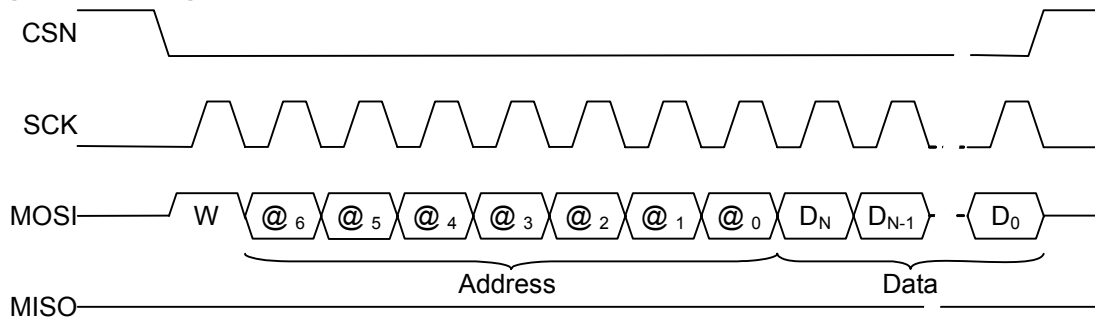 CSN
SCK
MOSI W @ 6 @ 5 @ 4 @ 3 @ 2 @ 1 @ 0 DN DN-1 D0
Address Data
MISO